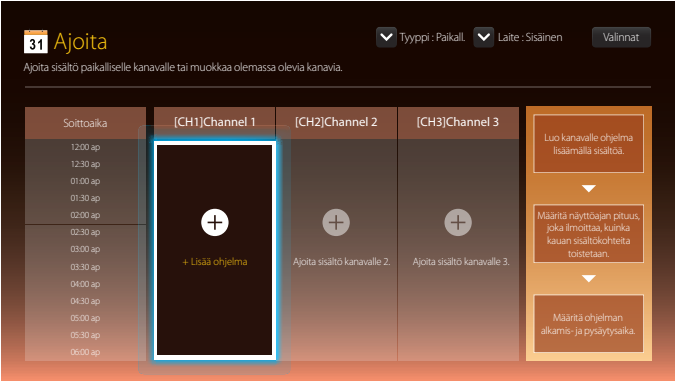 31 Ajoita
Tyyppi : Paikall.
Laite : Sisäinen
Valinnat
Ajoita sisältö paikalliselle kanavalle tai muokkaa olemassa olevia kanavia.
Soittoaika
12:00 ap
12:30 ap
01:00 ap
01:30 ap
02:00 ap
02:30 ap
03:00 ap
03:30 ap
04:00 ap
04:30 ap
05:00 ap
05:30 ap
06:00 ap
[CH1]Channel 1
+ Lisää ohjelma
[CH2]Channel 2
Ajoita sisältö kanavalle 2.
[CH3]Channel 3
Ajoita sisältö kanavalle 3.
Luo kanavalle ohjelma
lisäämällä sisältöä.
Määritä näyttöajan pituus,
joka ilmoittaa, kuinka
kauan sisältökohteita
toistetaan.
Määritä ohjelman
alkamis- ja pysäytysaika.